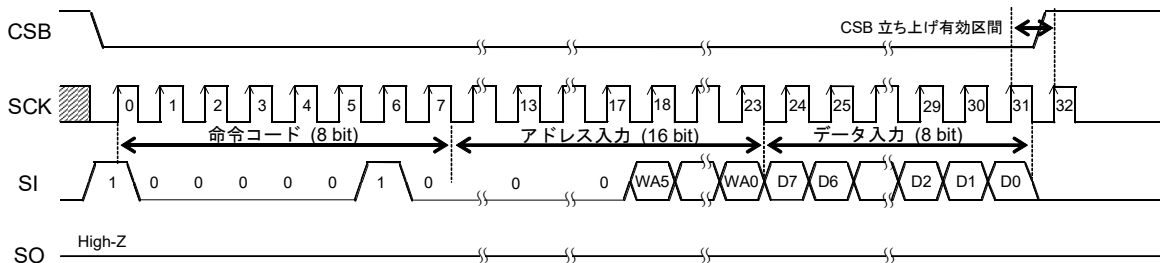 CSB
CSB 立ち上げ有効区間
SCK
0 1 2 3 4 5 6 7 13 17 18 23 24 25 29 30 31 32
命令コード (8 bit) アドレス入力 (16 bit) データ入力 (8 bit)
SI
1 0 0 0 0 0 1 0 0 0 WA5 WA0 D7 D6 D2 D1 D0
High-Z
SO